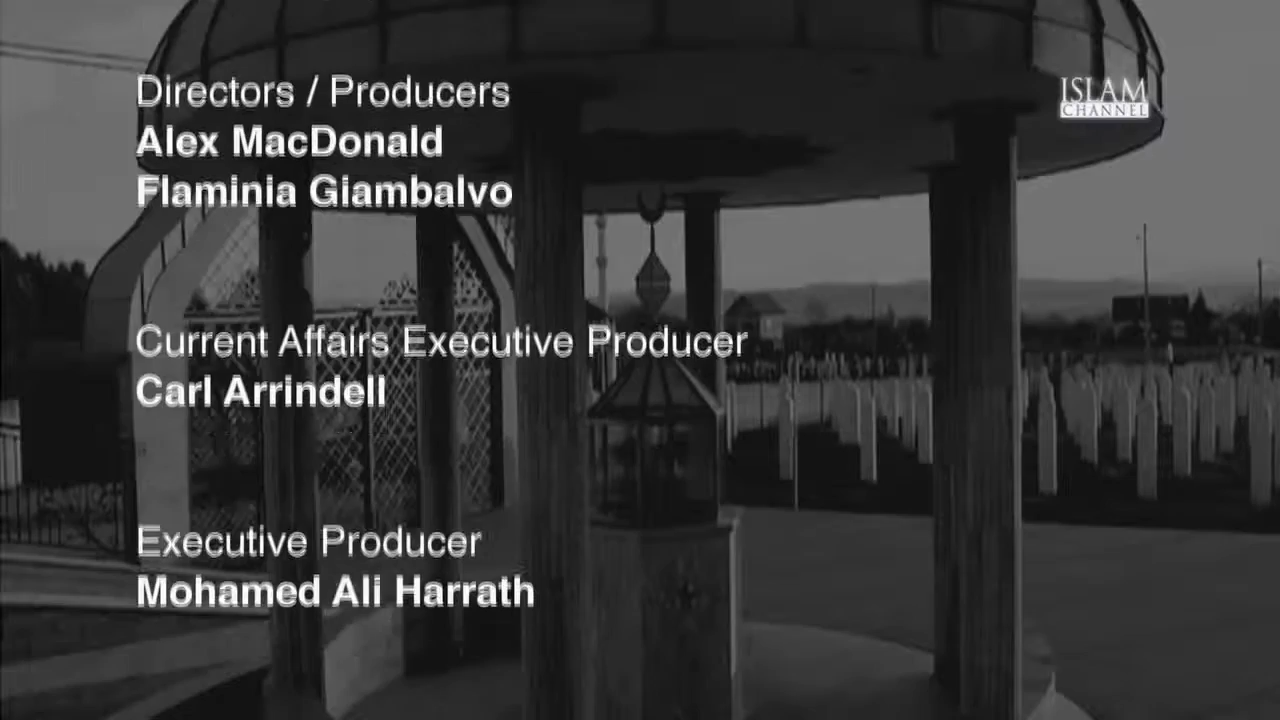 Directors / Producers
Alex MacDonald
Flaminia Giambalvo
Current Affairs Executive Producer
Carl Arrindell
Executive Producer
Mohamed Ali Harrath
ISLAM
CHANNEL